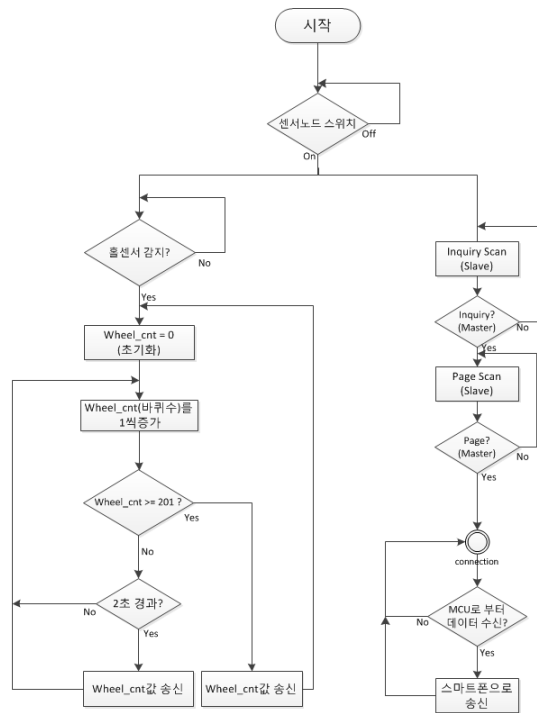 시작
센서노드 스위치
Off
On
홀센서 감지?
No
Yes
Wheel_cnt = 0
(초기화)
Wheel_cnt(바퀴수)를
1씩증가
Wheel_cnt >= 201 ?
Yes
No
2초 경과?
No
Yes
Wheel_cnt값 송신
Wheel_cnt값 송신
Inquiry Scan
(Slave)
Inquiry?
(Master)
No
Yes
Page Scan
(Slave)
Page?
(Master)
No
Yes
connection
MCU로 부터
데이터 수신?
No
Yes
스마트폰으로
송신